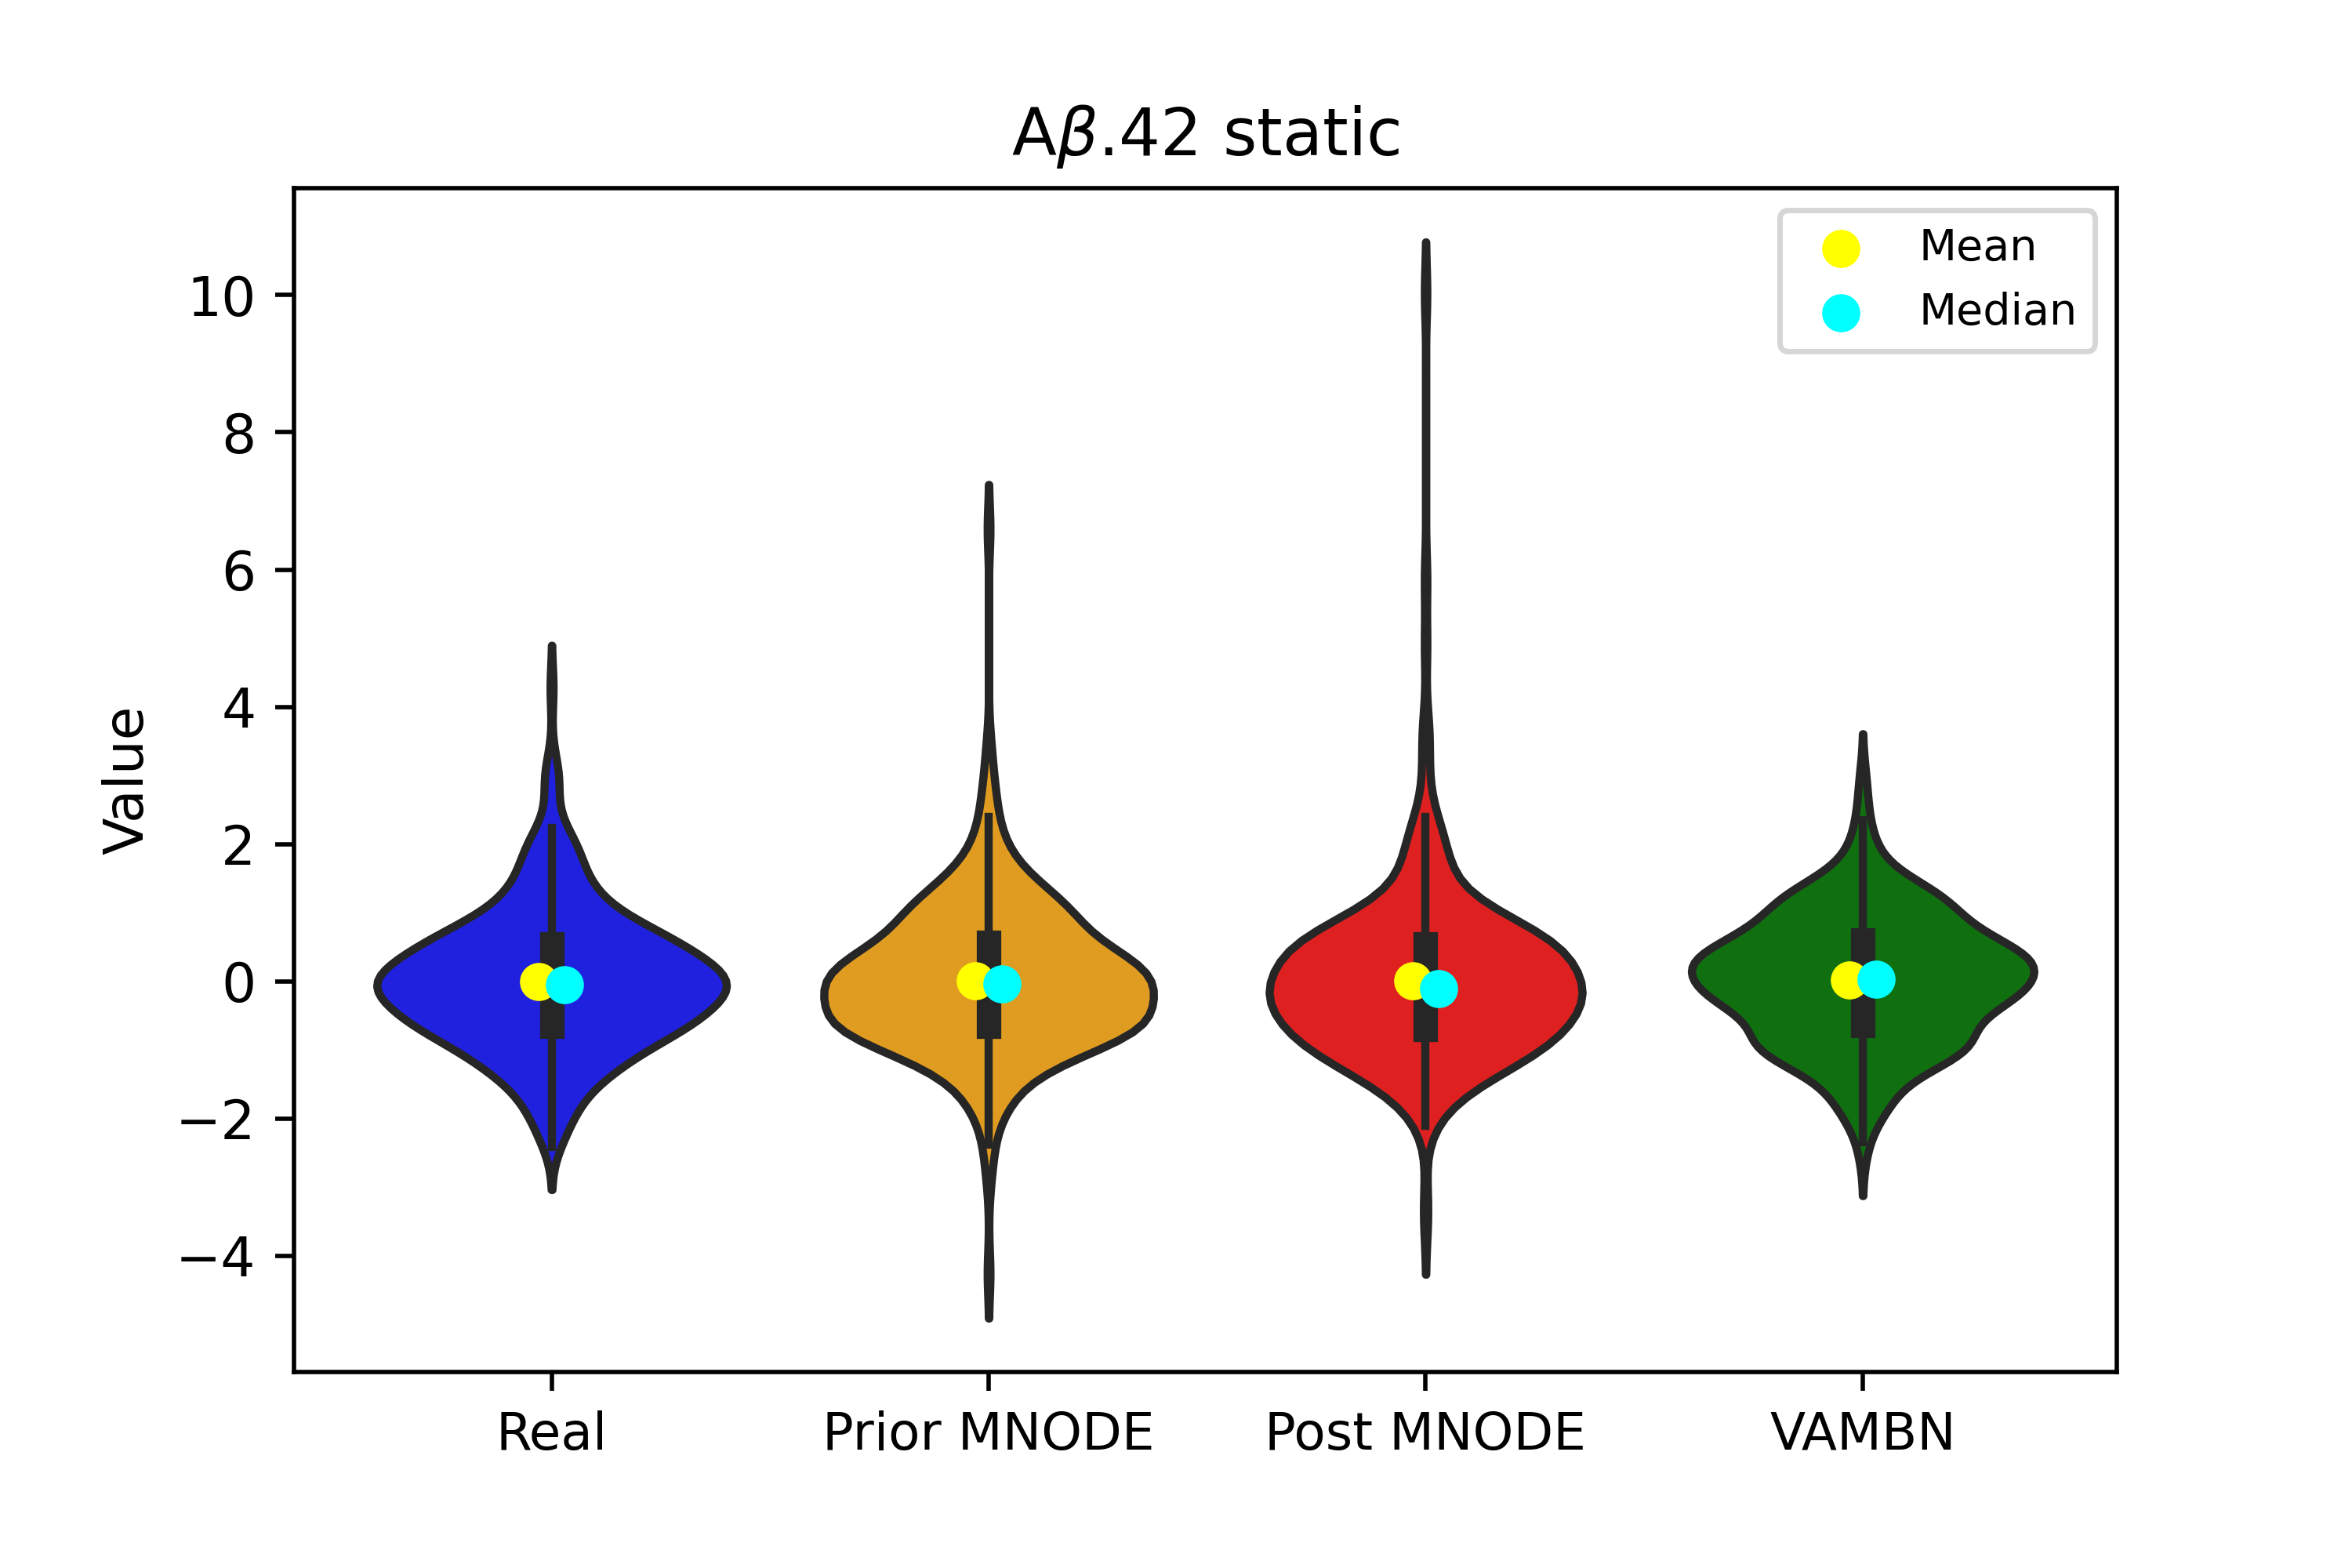 Aβ.42 static
Mean
Median
10
8
6
4
2
0
−2
−4
Value
Real
Prior MNODE
Post MNODE
VAMBN